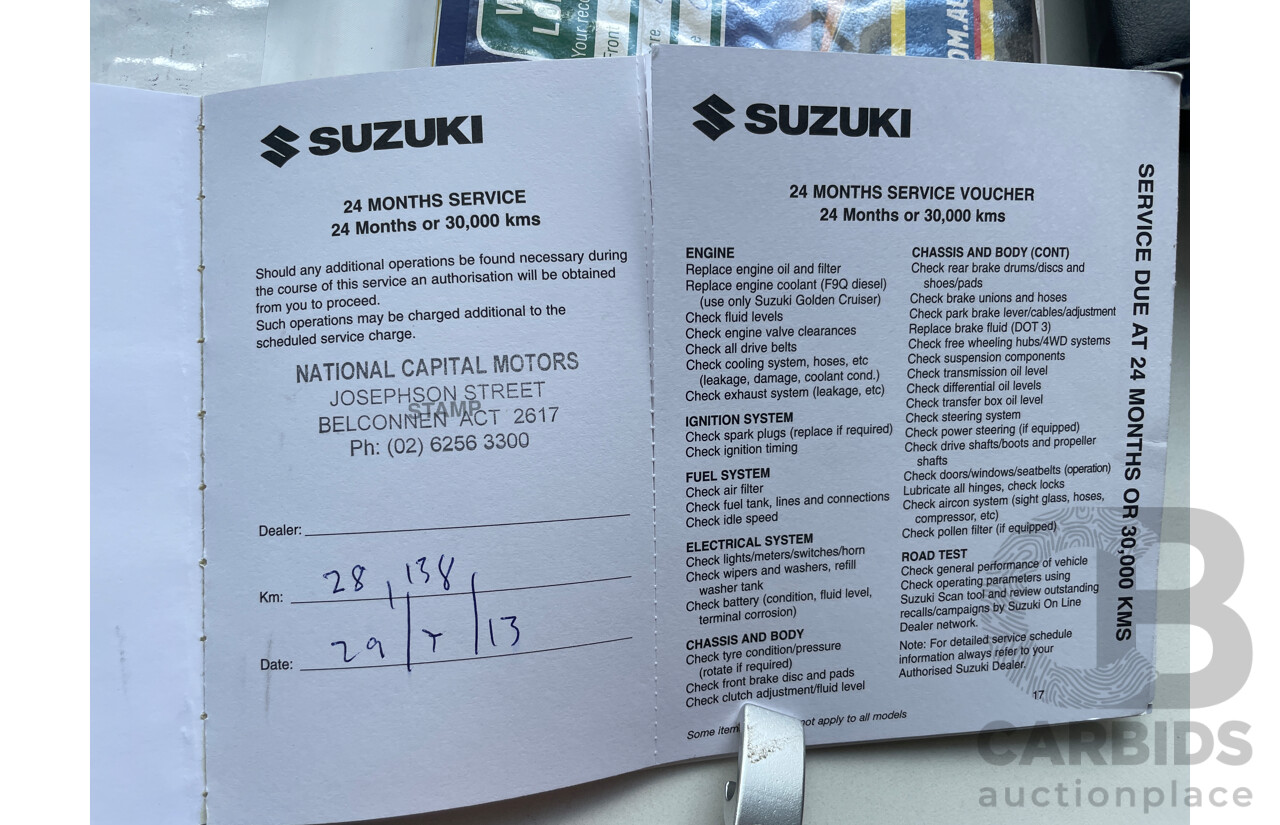 SUZUKI
24 MONTHS SERVICE
24 Months or 30,000 kms
Should any additional operations be found necessary during
the course of this service an authorisation will be obtained
from you to proceed.
Such operations may be charged additional to the
scheduled service charge.
NATIONAL CAPITAL MOTORS
JOSEPHSON STREET
STAMP
BELCONNEN ACT 2617
Ph: (02) 6256 3300
Dealer:
Km: 28,138
Date: 29 13
SUZUKI
24 MONTHS SERVICE VOUCHER
24 Months or 30,000 kms
ENGINE
Replace engine oil and filter
Replace engine coolant (F9Q diesel)
(use only Suzuki Golden Cruiser)
Check fluid levels
Check engine valve clearances
Check all drive belts
Check cooling system, hoses, etc
(leakage, damage, coolant cond.)
Check exhaust system (leakage, etc)
IGNITION SYSTEM
Check spark plugs (replace if required)
Check ignition timing
FUEL SYSTEM
Check air filter
Check fuel tank, lines and connections
Check idle speed
ELECTRICAL SYSTEM
Check lights/meters/switches/horn
Check wipers and washers, refill
washer tank
Check battery (condition, fluid level,
terminal corrosion)
CHASSIS AND BODY
Check tyre condition/pressure
(rotate if required)
Check front brake disc and pads
Check clutch adjustment/fluid level
Some not apply to all models
CHASSIS AND BODY (CONT)
Check rear brake drums/discs and
shoes/pads
Check brake unions and hoses
Check park brake lever/cables/adjustment
Replace brake fluid (DOT 3)
Check free wheeling hubs/4WD systems
Check suspension components
Check transmission oil level
Check differential oil levels
Check transfer box oil level
Check steering system
Check power steering (if equipped)
Check drive shafts/boots and propeller
shafts
Check doors/windows/seatbelts (operation)
Lubricate all hinges, check locks
Check aircon system (sight glass, hoses,
compressor, etc)
Check pollen filter (if equipped)
ROAD TEST
Check general performance of vehicle
Check operating parameters using
Suzuki Scan tool and review outstanding
recalls/campaigns by Suzuki On Line
Dealer network.
Note: For detailed service schedule
information always refer to your
Authorised Suzuki Dealer.
17
SERVICE DUE AT 24 MONTHS OR 30,000 KMS
CARBIDS
auctionplace